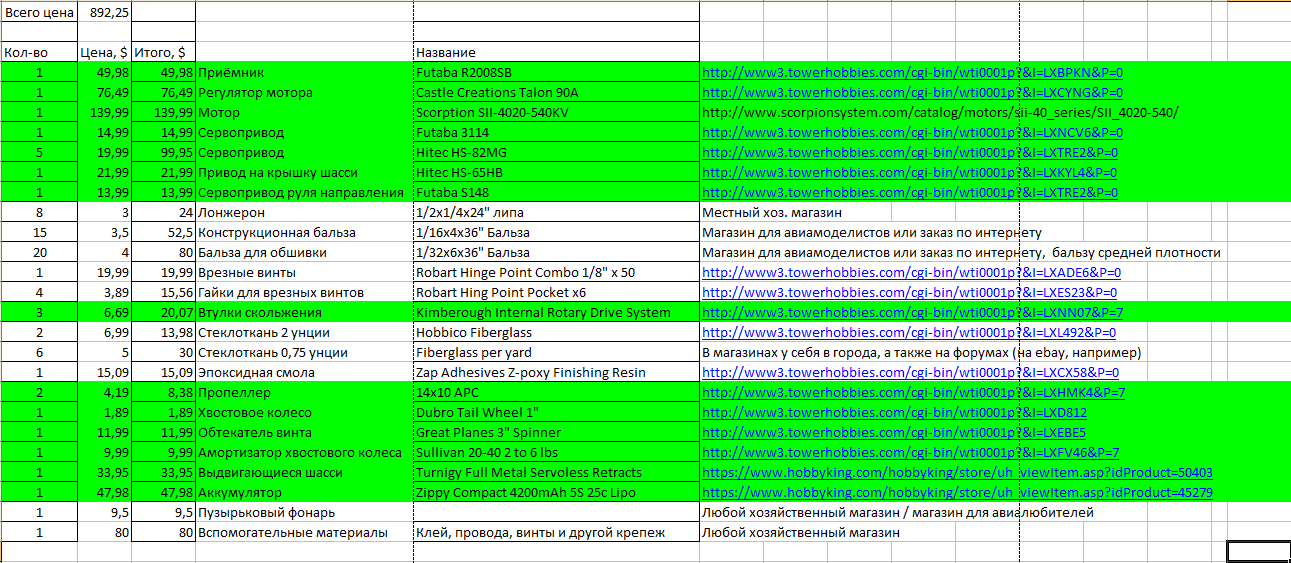 Всего цена 892,25
Кол-во Цена, $ Итого, $ Название
1 49,98 49,98 Приёмник Futaba R2008SB http://www3.towerhobbies.com/cgi-bin/wti0001p?&I=LXBPKN&P=0
1 76,49 76,49 Регулятор мотора Castle Creations Talon 90A http://www3.towerhobbies.com/cgi-bin/wti0001p?&I=LXCYNG&P=0
1 139,99 139,99 Мотор Scorption SII-4020-540KV http://www.scorpionsystem.com/catalog/motors/sii-40_series/SII_4020-540/
1 14,99 14,99 Сервопривод Futaba 3114 http://www3.towerhobbies.com/cgi-bin/wti0001p?&I=LXNCV6&P=0
5 19,99 99,95 Сервопривод Hitec HS-82MG http://www3.towerhobbies.com/cgi-bin/wti0001p?&I=LXTRE2&P=0
1 21,99 21,99 Привод на крышку шасси Hitec HS-65HB http://www3.towerhobbies.com/cgi-bin/wti0001p?&I=LXKYL4&P=0
1 13,99 13,99 Сервопривод руля направления Futaba S148 http://www3.towerhobbies.com/cgi-bin/wti0001p?&I=LXTRE2&P=0
8 3 24 Лонжерон 1/2x1/4x24" липа Местный хоз. магазин
15 3,5 52,5 Конструкционная бальза 1/16x4x36" Бальза Магазин для авиамоделистов или заказ по интернету
20 4 80 Бальза для обшивки 1/32x6x36" Бальза Магазин для авиамоделистов или заказ по интернету, бальзу средней плотности
1 19,99 19,99 Врезные винты Robart Hinge Point Combo 1/8" x 50 http://www3.towerhobbies.com/cgi-bin/wti0001p?&I=LXADE6&P=0
4 3,89 15,56 Гайки для врезных винтов Robart Hing Point Pocket x6 http://www3.towerhobbies.com/cgi-bin/wti0001p?&I=LXES23&P=0
3 6,69 20,07 Втулки скольжения Kimberough Internal Rotary Drive System http://www3.towerhobbies.com/cgi-bin/wti0001p?&I=LXNN07&P=7
2 6,99 13,98 Стеклоткань 2 унции Hobbico Fiberglass http://www3.towerhobbies.com/cgi-bin/wti0001p?&I=LXL492&P=0
6 5 30 Стеклоткань 0,75 унции Fiberglass per yard В магазинах у себя в города, а также на форумах (на ebay, например)
1 15,09 15,09 Эпоксидная смола Zap Adhesives Z-poxy Finishing Resin http://www3.towerhobbies.com/cgi-bin/wti0001p?&I=LXCX58&P=0
2 4,19 8,38 Пропеллер 14x10 APC http://www3.towerhobbies.com/cgi-bin/wti0001p?&I=LXHMK4&P=7
1 1,89 1,89 Хвостовое колесо Dubro Tail Wheel 1" http://www3.towerhobbies.com/cgi-bin/wti0001p?&I=LXD812
1 11,99 11,99 Обтекатель винта Great Planes 3" Spinner http://www3.towerhobbies.com/cgi-bin/wti0001p?&I=LXEBE5
1 9,99 9,99 Амортизатор хвостового колеса Sullivan 20-40 2 to 6 lbs http://www3.towerhobbies.com/cgi-bin/wti0001p?&I=LXFV46&P=7
1 33,95 33,95 Выдвигающиеся шасси Turnigy Full Metal Servoless Retracts https://www.hobbyking.com/hobbyking/store/uh_viewItem.asp?idProduct=50403
1 47,98 47,98 Аккумулятор Zippy Compact 4200mAh 5S 25c Lipo https://www.hobbyking.com/hobbyking/store/uh_viewItem.asp?idProduct=45279
1 9,5 9,5 Пузырьковый фонарь Любой хозяйственный магазин / магазин для авиалюбителей
1 80 80 Вспомогательные материалы Клей, провода, винты и другой крепеж Любой хозяйственный магазин